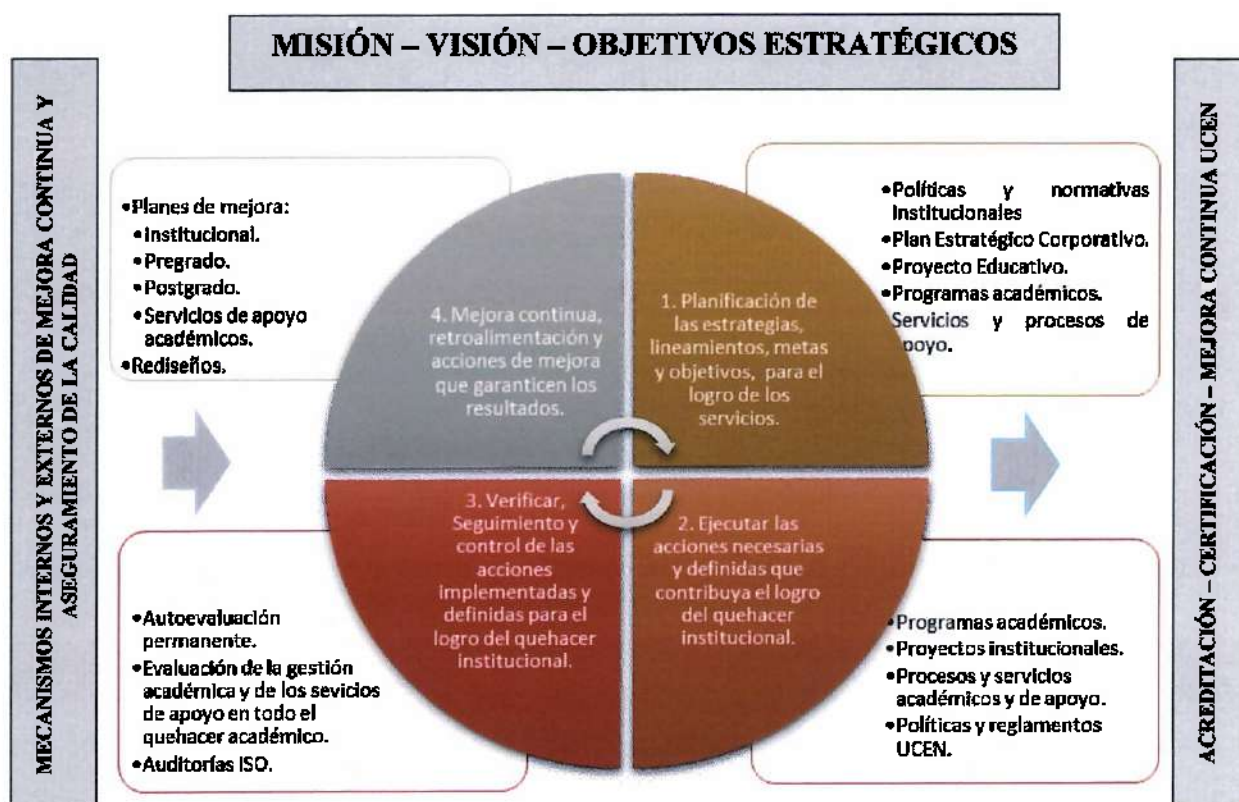 MISIÓN – VISIÓN – OBJETIVOS ESTRATÉGICOS
MECANISMOS INTERNOS Y EXTERNOS DE MEJORA CONTINUA Y
ASEGURAMIENTO DE LA CALIDAD
•Planes de mejora:
•Institucional.
•Pregrado.
•Postgrado.
•Servicios de apoyo
académicos.
•Rediseños.
4. Mejora continua,
retroalimentación y
acciones de mejora
que garanticen los
resultados.
1. Planificación de
las estrategias,
lineamientos, metas
y objetivos, para el
logro de los
servicios.
•Políticas y normativas
Institucionales
•Plan Estratégico Corporativo.
•Proyecto Educativo.
•Programas académicos.
•Servicios y procesos de
apoyo.
•Autoevaluación
permanente.
•Evaluación de la gestión
académica y de los sevicios
de apoyo en todo el
quehacer académico.
•Auditorías ISO.
3. Verificar,
Seguimiento y
control de las
acciones
implementadas y
definidas para el
logro del quehacer
institucional.
2. Ejecutar las
acciones necesarias
y definidas que
contribuya el logro
del quehacer
institucional.
•Programas académicos.
•Proyectos institucionales.
•Procesos y servicios
académicos y de apoyo.
•Políticas y reglamentos
UCEN.
ACREDITACIÓN – CERTIFICACIÓN – MEJORA CONTINUA UCEN